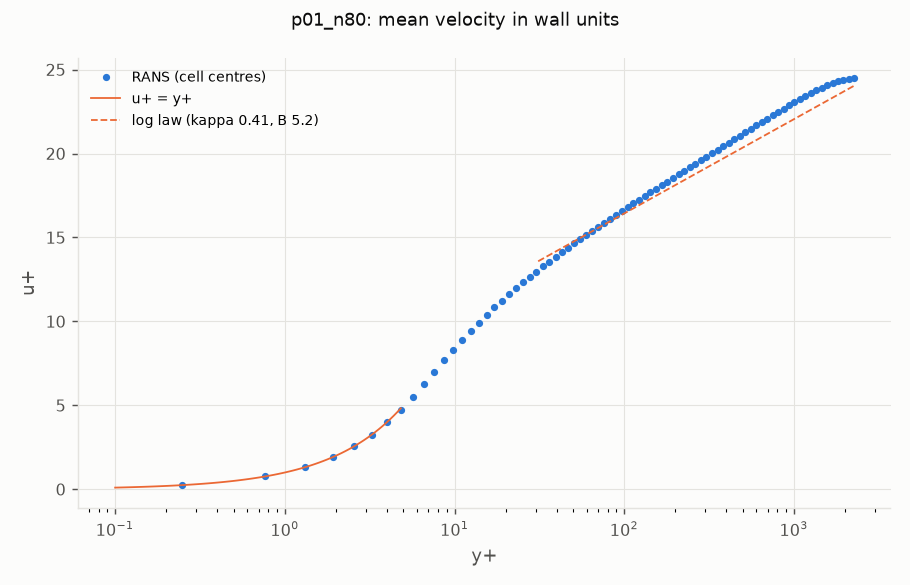 p01_n80: mean velocity in wall units
RANS (cell centres)
u+ = y+
log law (kappa 0.41, B 5.2)
u+
25
20
15
10
5
0
10⁻¹ 10⁰ 10¹ 10² 10³
y+